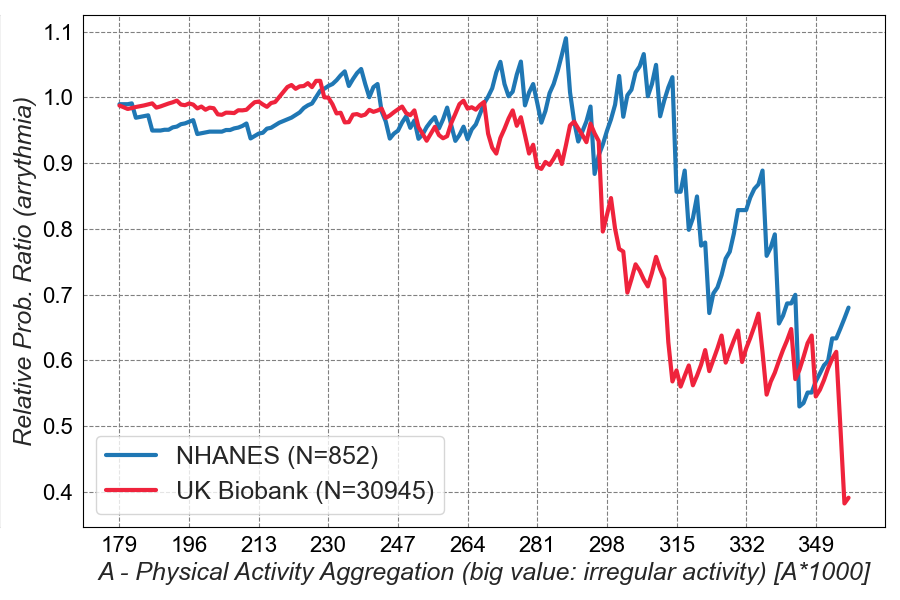 1.1
1.0
0.9
0.8
0.7
0.6
0.5
0.4
Relative Prob. Ratio (arrythmia)
NHANES (N=852)
UK Biobank (N=30945)
179 196 213 230 247 264 281 298 315 332 349
A - Physical Activity Aggregation (big value: irregular activity) [A*1000]